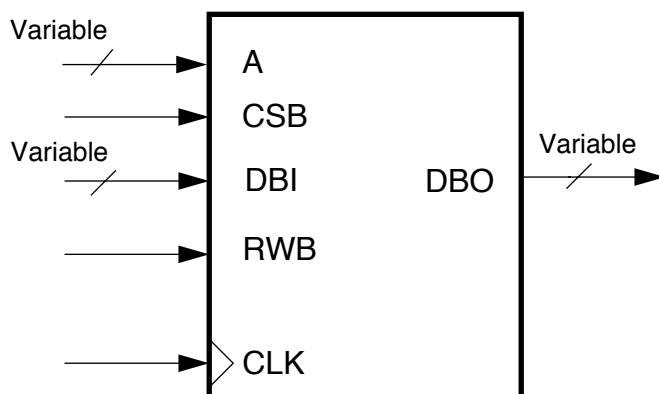 Variable
A
CSB
Variable
DBI
Variable
DBO
RWB
CLK